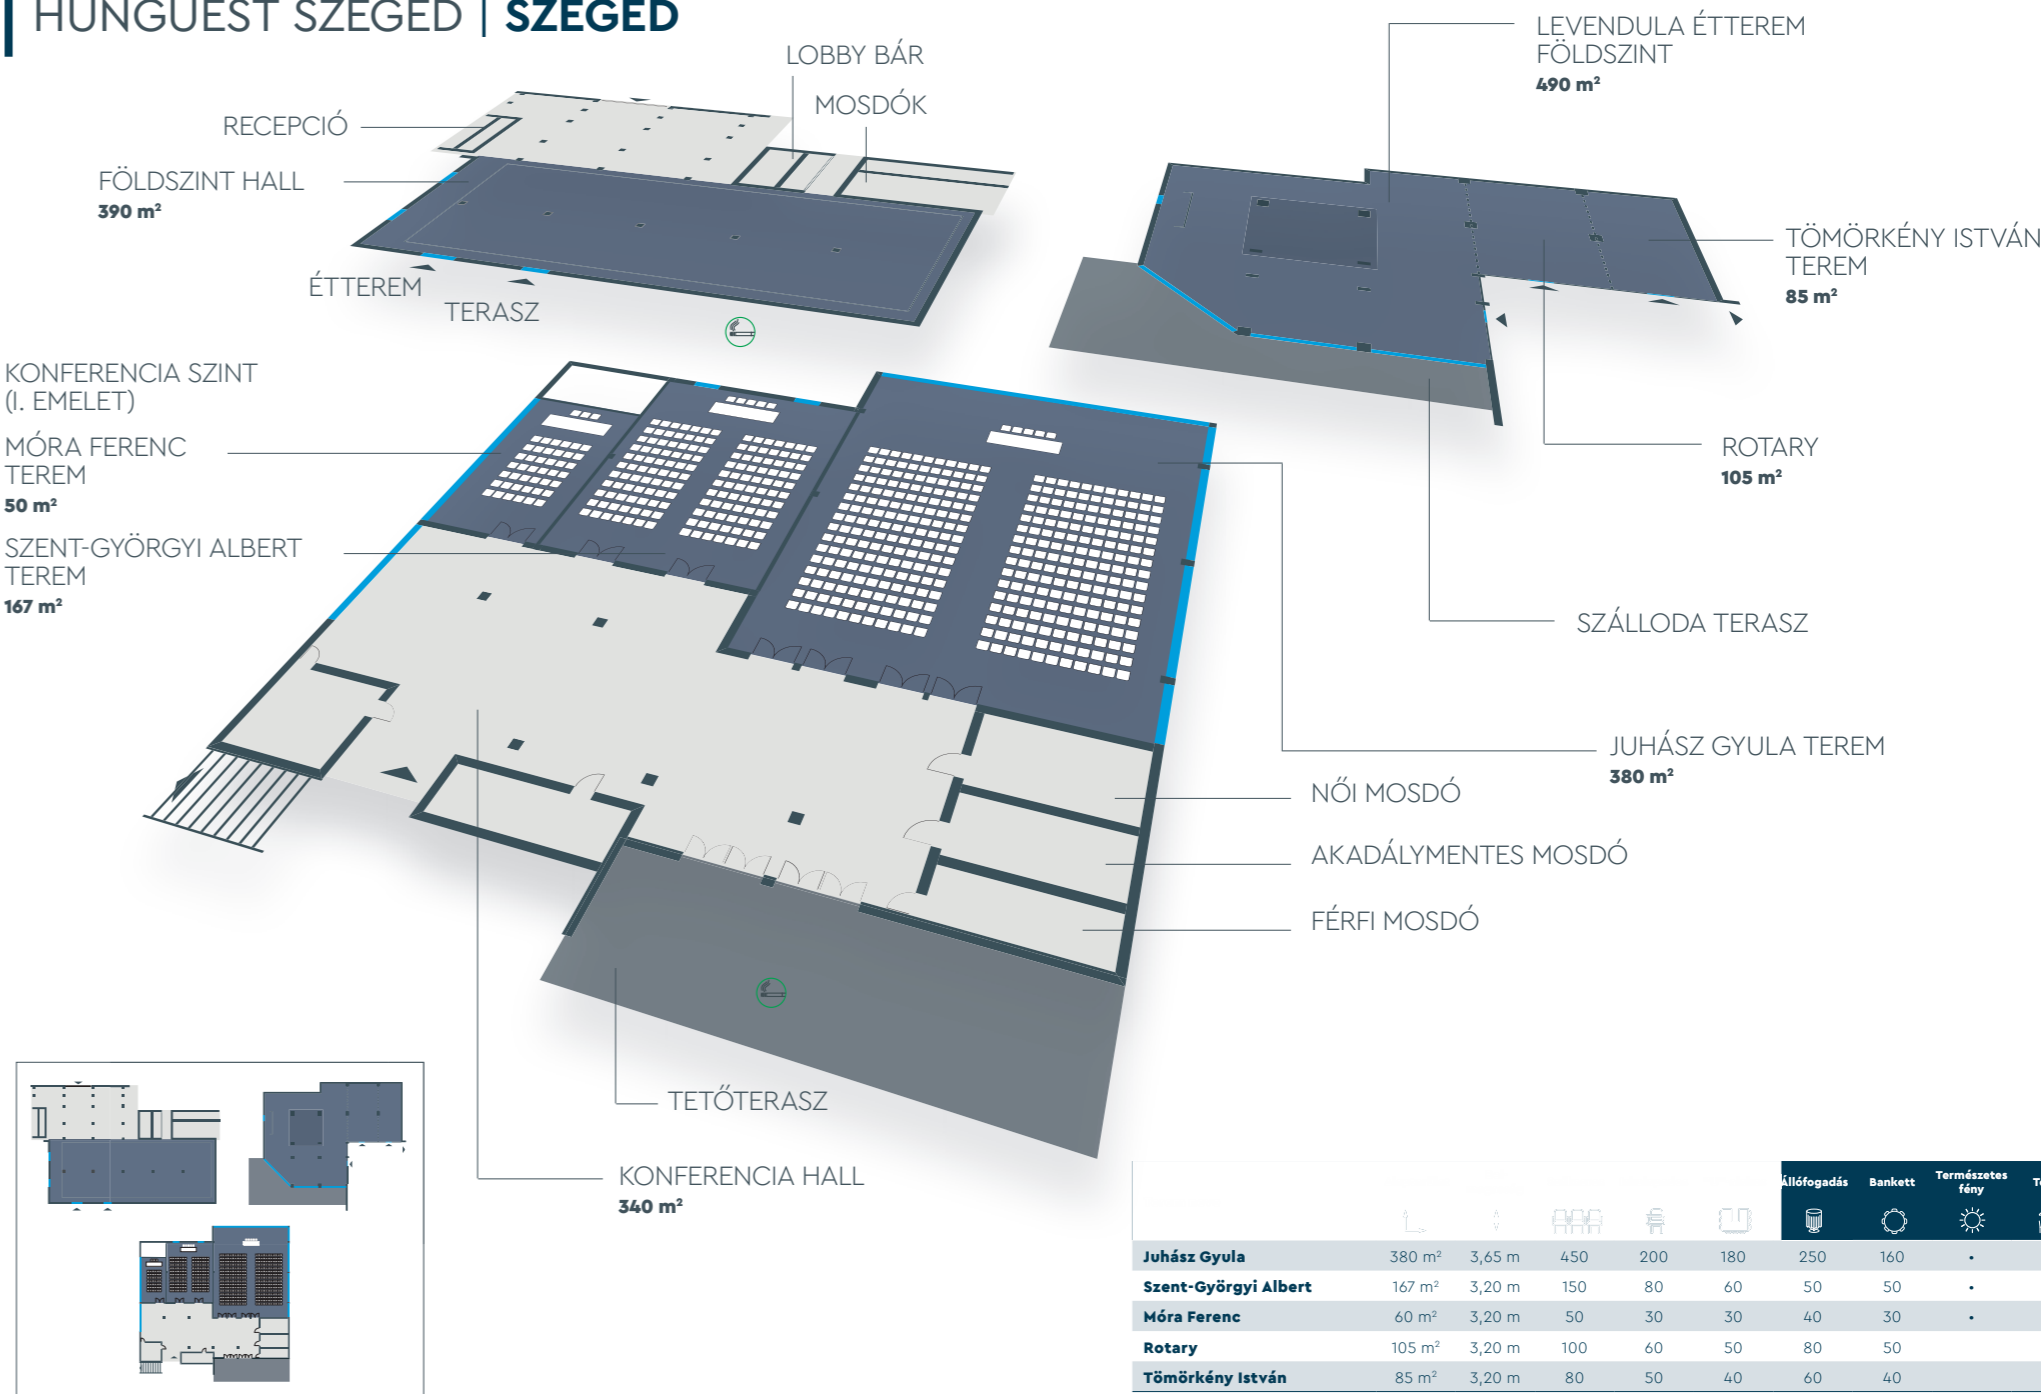 HUNGUEST SZEGED | SZEGED
LOBBY BÁR
MOSDÓK
RECEPCIÓ
FÖLDSZINT HALL
390 m²
ÉTTEREM
TERASZ
LEVENDULA ÉTTEREM
FÖLDSZINT
490 m²
TÖMÖRKÉNY ISTVÁN
TEREM
85 m²
ROTARY
105 m²
SZÁLLODA TERASZ
KONFERENCIA SZINT
(I. EMELET)
MÓRA FERENC
TEREM
50 m²
SZENT-GYÖRGYI ALBERT
TEREM
167 m²
JUHÁSZ GYULA TEREM
380 m²
NŐI MOSDÓ
AKADÁLYMENTES MOSDÓ
FÉRFI MOSDÓ
TETŐTERASZ
KONFERENCIA HALL
340 m²
Állófogadás Bankett Természetes fény
Juhász Gyula 380 m² 3,65 m 450 200 180 250 160 •
Szent-Györgyi Albert 167 m² 3,20 m 150 80 60 50 50 •
Móra Ferenc 60 m² 3,20 m 50 30 30 40 30 •
Rotary 105 m² 3,20 m 100 60 50 80 50
Tömörkény István 85 m² 3,20 m 80 50 40 60 40